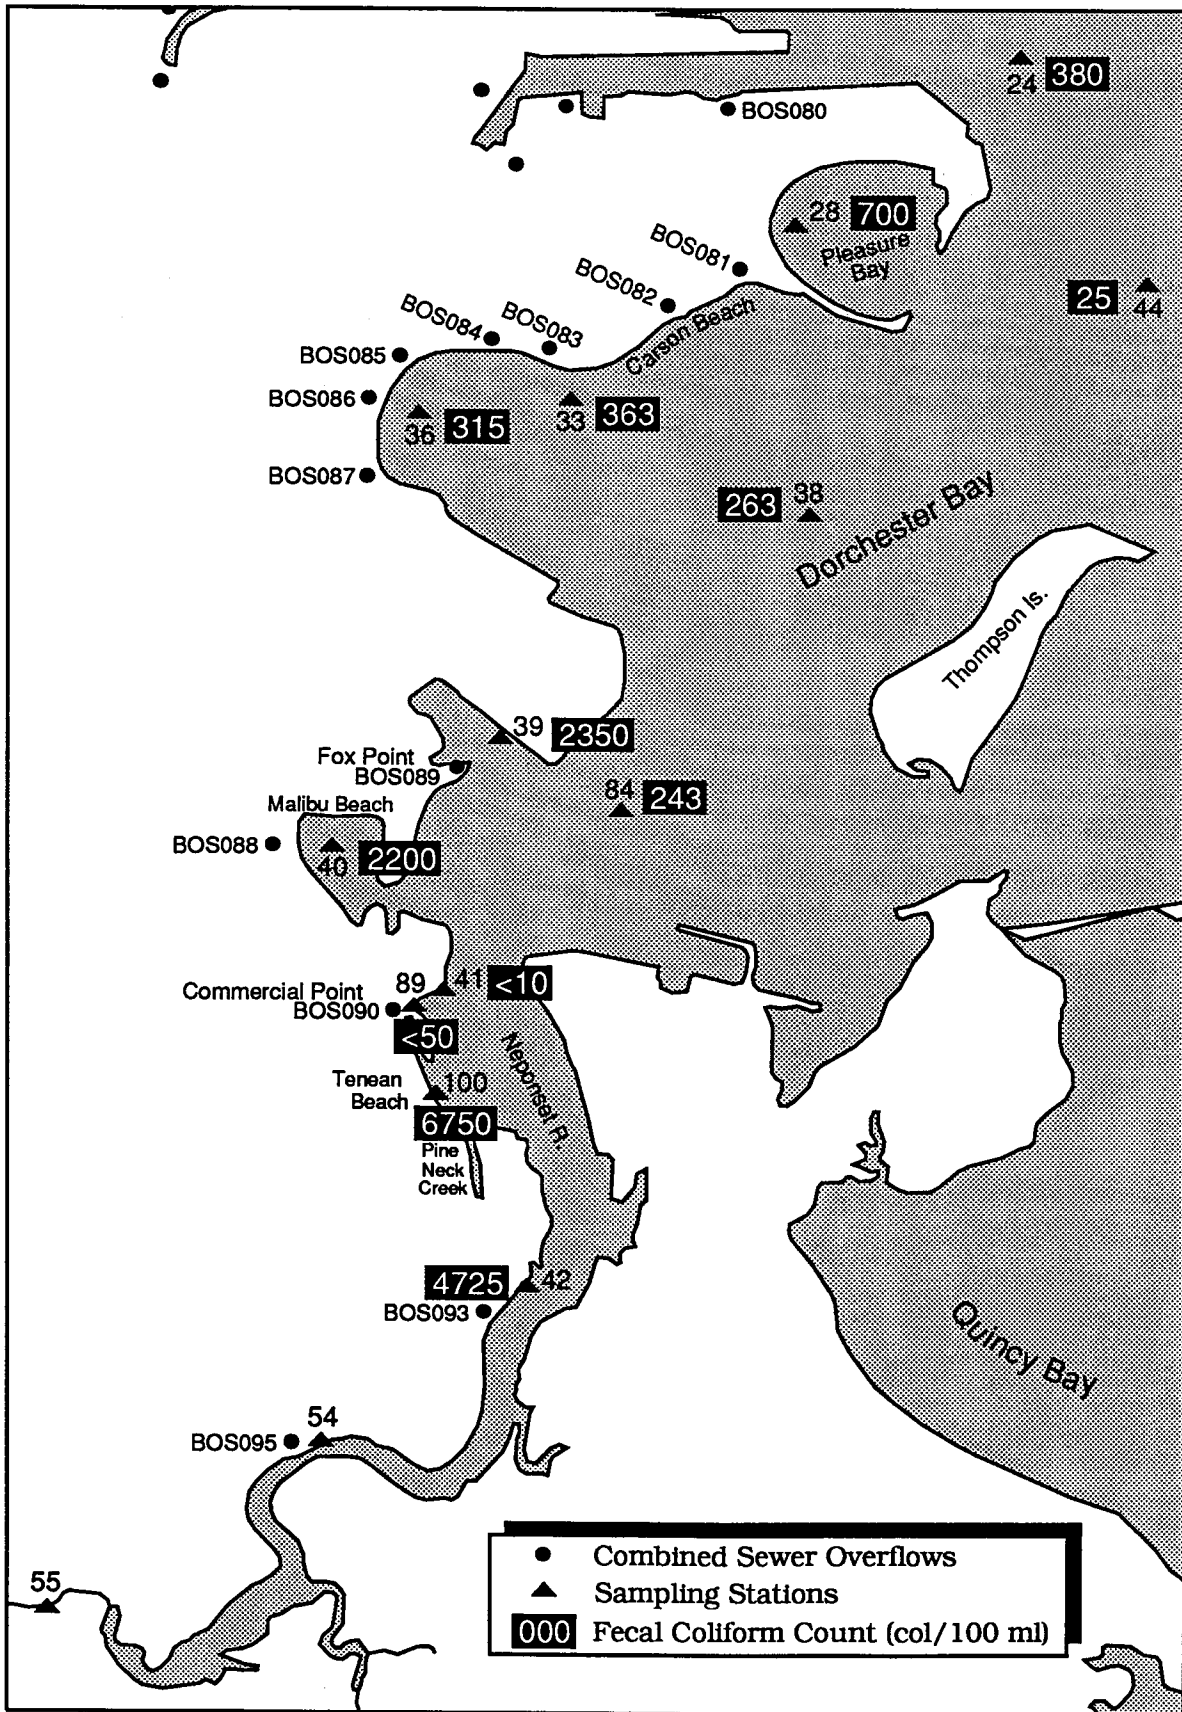 24 380
BOS080
28 700
Pleasure
Bay
BOS081
25
44
BOS082
Carson Beach
BOS084
BOS083
BOS085
BOS086
36 315
33 363
BOS087
263 38
Dorchester Bay
Thompson Is.
39 2350
Fox Point
BOS089
84 243
Malibu Beach
BOS088
40 2200
89 41 <10
Commercial Point
BOS090
<50
Neponset R.
Tenean
Beach
100
6750
Pine
Neck
Creek
4725 42
BOS093
Quincy Bay
54
BOS095
55
Combined Sewer Overflows
Sampling Stations
000 Fecal Coliform Count (col/100 ml)